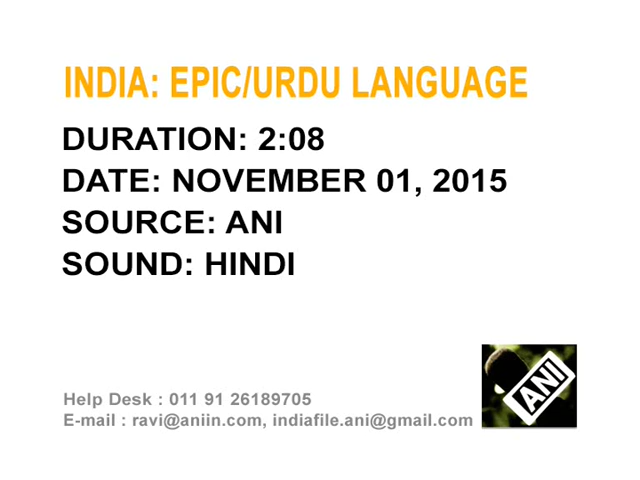 INDIA: EPIC/URDU LANGUAGE
DURATION: 2:08
DATE: NOVEMBER 01, 2015
SOURCE: ANI
SOUND: HINDI
ANI
Help Desk : 011 91 26189705
E-mail : ravi@aniin.com, indiafile.ani@gmail.com